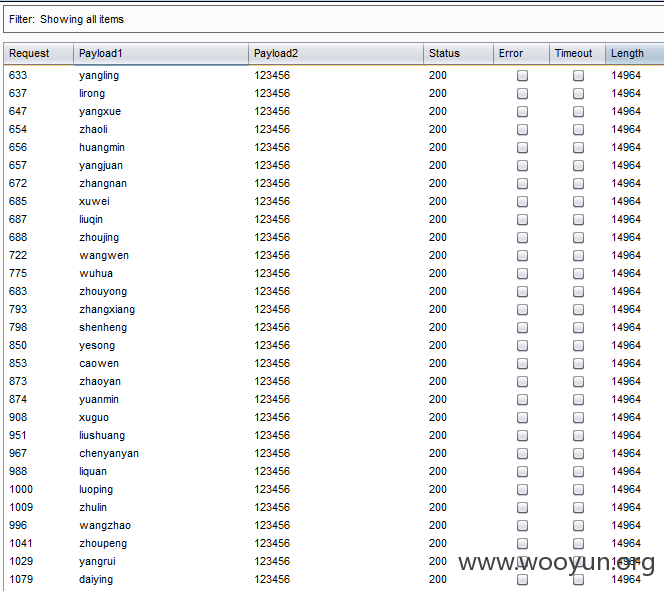 Filter: Showing all items
Request Payload1 Payload2 Status Error Timeout Length
633 yangling 123456 200 14964
637 lirong 123456 200 14964
647 yangxue 123456 200 14964
654 zhaoli 123456 200 14964
656 huangmin 123456 200 14964
657 yangjuan 123456 200 14964
672 zhangnan 123456 200 14964
685 xuwei 123456 200 14964
687 liuqin 123456 200 14964
688 zhoujing 123456 200 14964
722 wangwen 123456 200 14964
775 wuhua 123456 200 14964
683 zhouyong 123456 200 14964
793 zhangxiang 123456 200 14964
798 shenheng 123456 200 14964
850 yesong 123456 200 14964
853 caowen 123456 200 14964
873 zhaoyan 123456 200 14964
874 yuanmin 123456 200 14964
908 xuguo 123456 200 14964
951 liushuang 123456 200 14964
967 chenyanyan 123456 200 14964
988 liquan 123456 200 14964
1000 luoping 123456 200 14964
1009 zhulin 123456 200 14964
996 wangzhao 123456 200 14964
1041 zhoupeng 123456 200 14964
1029 yangrui 123456 200 14964
www.wooyun.org
1079 daiying 123456 200 14964